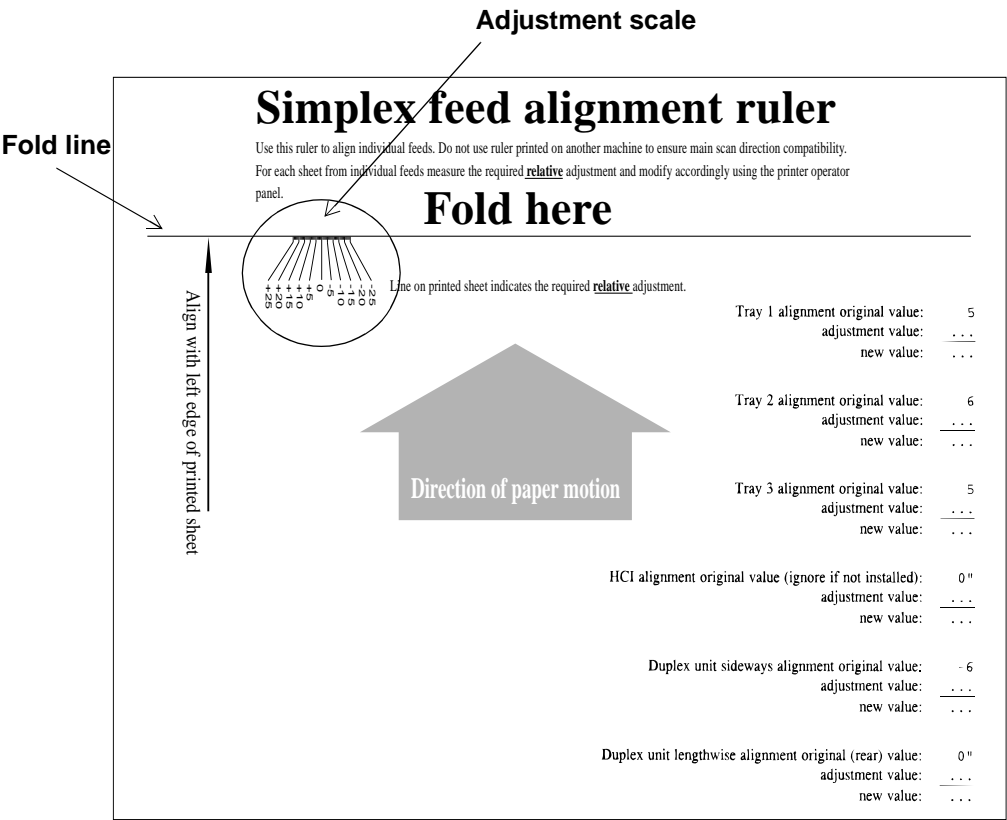 Adjustment scale
Simplex feed alignment ruler
Fold line
Use this ruler to align individual feeds. Do not use ruler printed on another machine to ensure main scan direction compatibility.
For each sheet from individual feeds measure the required relative adjustment and modify accordingly using the printer operator
panel.
Fold here
+25 +20 +15 +10 +5 0 -5 -10 -15 -20 -25
Line on printed sheet indicates the required relative adjustment.
Align with left edge of printed sheet
Direction of paper motion
Tray 1 alignment original value: 5
adjustment value: ...
new value: ...
Tray 2 alignment original value: 6
adjustment value: ...
new value: ...
Tray 3 alignment original value: 5
adjustment value: ...
new value: ...
HCI alignment original value (ignore if not installed): 0"
adjustment value: ...
new value: ...
Duplex unit sideways alignment original value: -6
adjustment value: ...
new value: ...
Duplex unit lengthwise alignment original (rear) value: 0"
adjustment value: ...
new value: ...